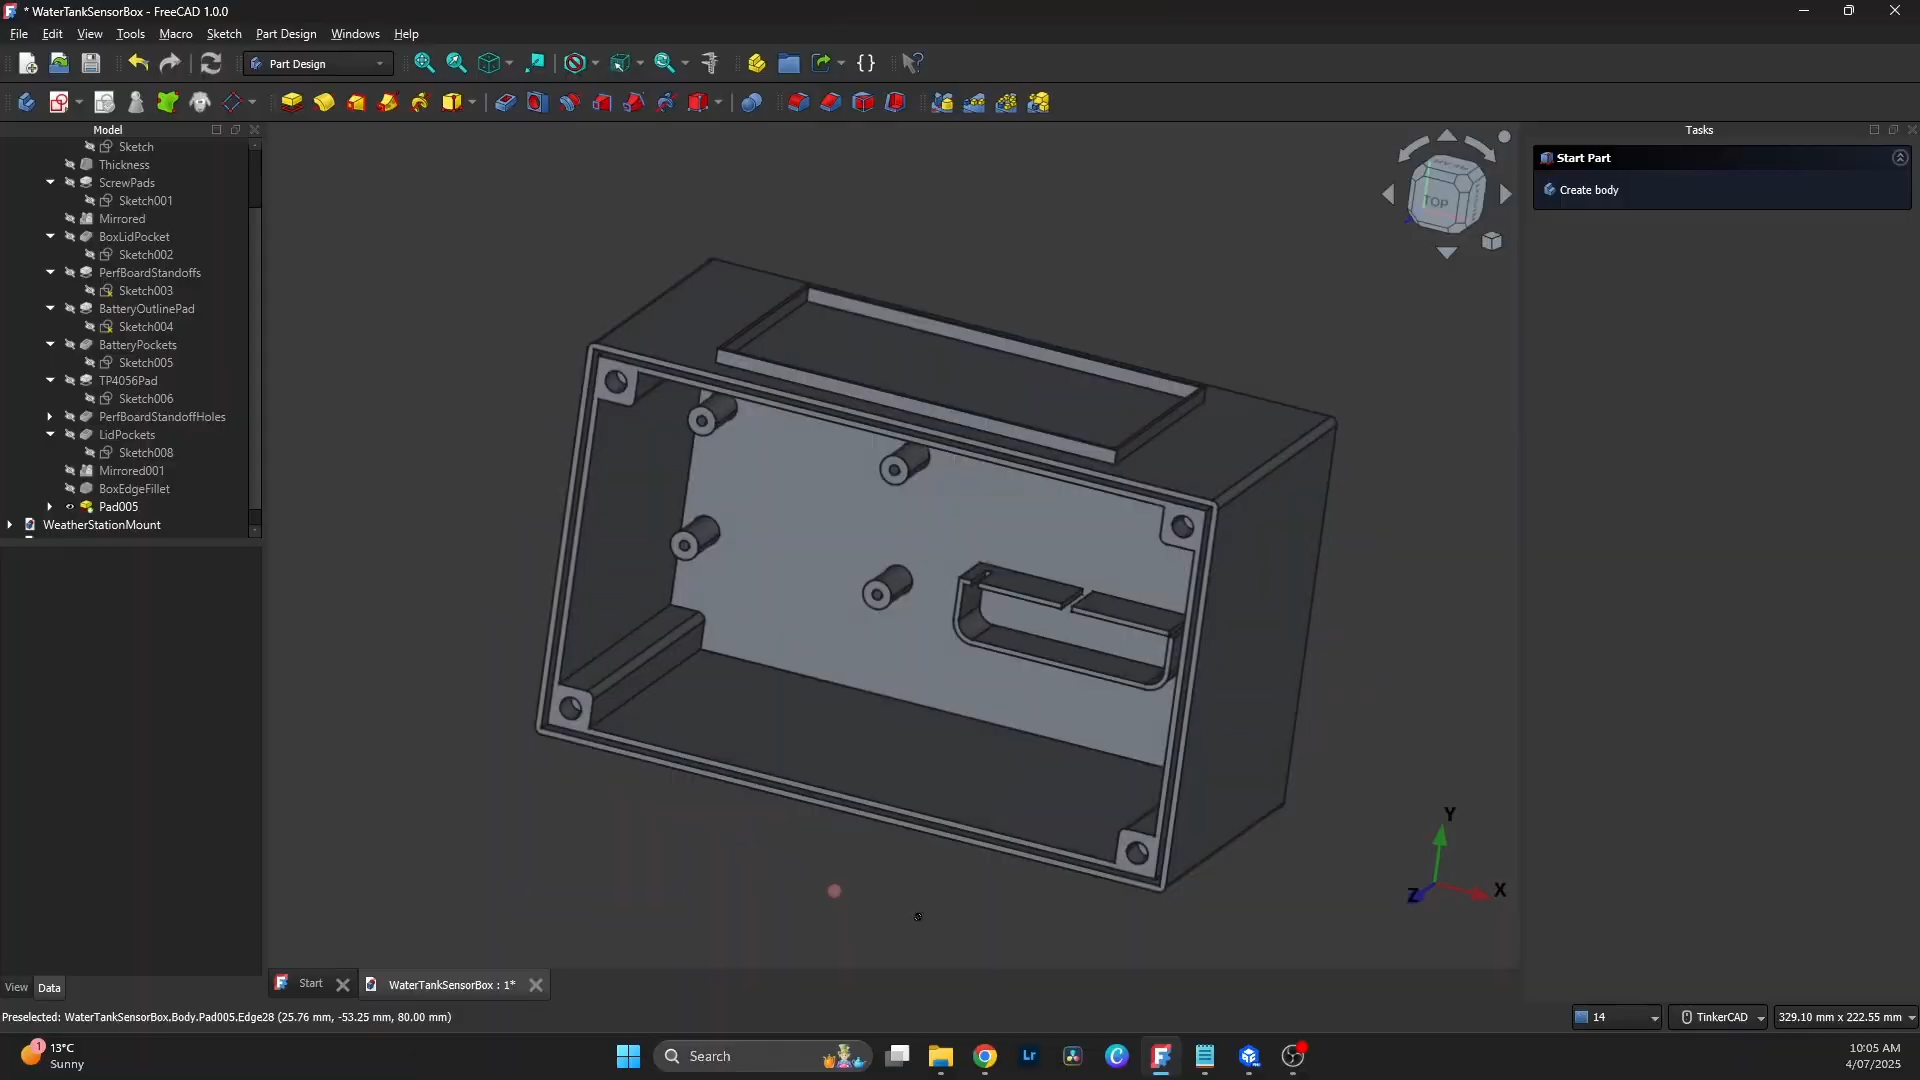 * WaterTankSensorBox - FreeCAD 1.0.0
File Edit View Tools Macro Sketch Part Design Windows Help
Part Design
Model
Sketch
Thickness
ScrewPads
Sketch001
Mirrored
BoxLidPocket
Sketch002
PerfBoardStandoffs
Sketch003
BatteryOutlinePad
Sketch004
BatteryPockets
Sketch005
TP4056Pad
Sketch006
PerfBoardStandoffHoles
LidPockets
Sketch008
Mirrored001
BoxEdgeFillet
Pad005
WeatherStationMount
View Data
TOP
REAR
Y
X
Z
Tasks
Start Part
Create body
Start
WaterTankSensorBox : 1*
Preselected: WaterTankSensorBox.Body.Pad005.Edge28 (25.76 mm, -53.25 mm, 80.00 mm)
14
TinkerCAD
329.10 mm x 222.55 mm
1
13°C
Sunny
Search
Lr
10:05 AM
4/07/2025